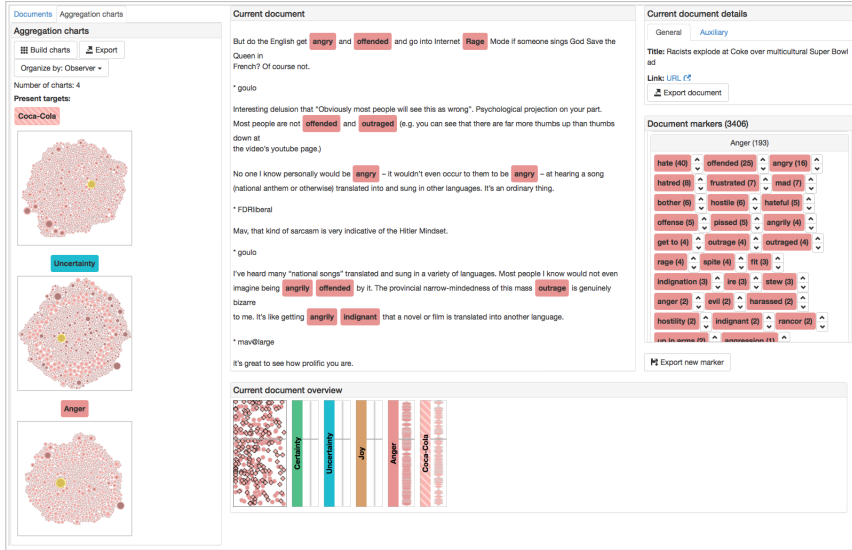 Documents
Aggregation charts
Aggregation charts
Build charts
Export
Organize by: Observer
Number of charts: 4
Present targets:
Coca-Cola
Uncertainty
Anger
Current document
But do the English get angry and offended and go into Internet Rage Mode if someone sings God Save the
Queen in
French? Of course not.
* goulo
Interesting delusion that "Obviously most people will see this as wrong". Psychological projection on your part.
Most people are not offended and outraged (e.g. you can see that there are far more thumbs up than thumbs
down at
the video's youtube page.)
No one I know personally would be angry – it wouldn't even occur to them to be angry – at hearing a song
(national anthem or otherwise) translated into and sung in other languages. It's an ordinary thing.
* FDRliberal
Mav, that kind of sarcasm is very indicative of the Hitler Mindset.
* goulo
I've heard many "national songs" translated and sung in a variety of languages. Most people I know would not even
imagine being angrily offended by it. The provincial narrow-mindedness of this mass outrage is genuinely
bizarre
to me. It's like getting angrily indignant that a novel or film is translated into another language.
* mav@large
it's great to see how prolific you are.
Current document overview
Certainty
Uncertainty
Joy
Anger
Coca-Cola
Current document details
General
Auxiliary
Title: Racists explode at Coke over multicultural Super Bowl
ad
Link: URL
Export document
Document markers (3406)
Anger (193)
hate (40) offended (25) angry (16)
hatred (8) frustrated (7) mad (7)
bother (6) hostile (6) hateful (5)
offense (5) pissed (5) angrily (4)
get to (4) outrage (4) outraged (4)
rage (4) spite (4) fit (3)
indignation (3) ire (3) stew (3)
anger (2) evil (2) harassed (2)
hostility (2) indignant (2) rancor (2)
up in arms (2) aggression (1)
Export new marker